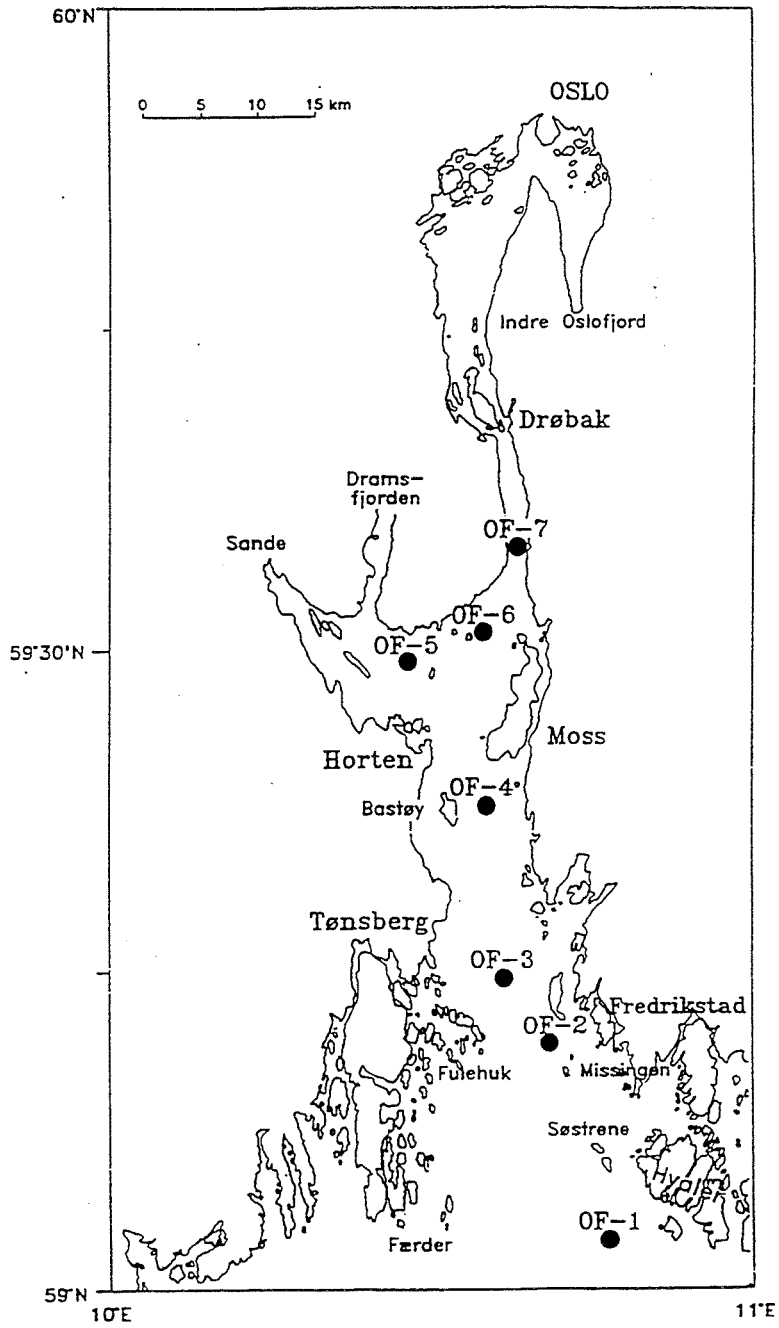 60°N
0 5 10 15 km
OSLO
Indre Oslofjord
Drøbak
Drams-
fjorden
OF-7
Sande
OF-6
OF-5
59°30'N
Moss
Horten
OF-4
Bastøy
Tønsberg
OF-3
Fredrikstad
OF-2
Fulehuk
Missingen
Søstrene
Hvaler
OF-1
Færder
59°N
10°E
11°E